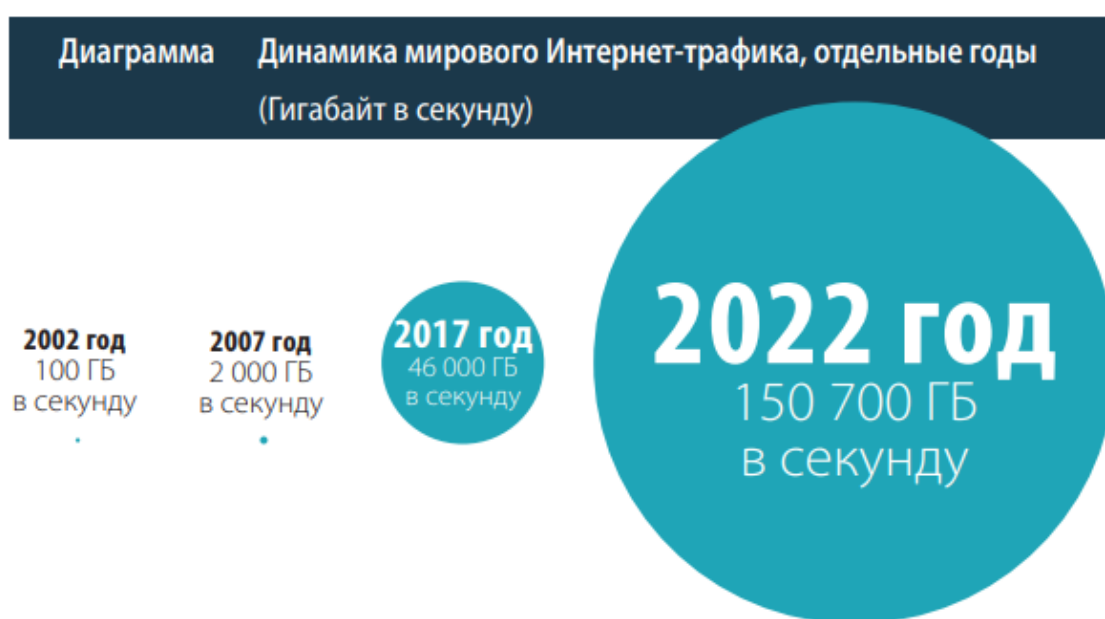 Диаграмма Динамика мирового Интернет-трафика, отдельные годы
(Гигабайт в секунду)
2002 год
100 ГБ
в секунду
2007 год
2 000 ГБ
в секунду
2017 год
46 000 ГБ
в секунду
2022 год
150 700 ГБ
в секунду